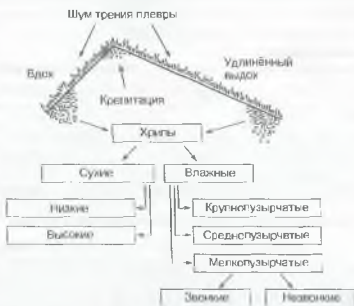 Шум трения плевры
Удлинённый
выдох
Вдох
Крепитация
Хрипы
Сухие
Влажные
Низкие
Крупнопузырчатые
Высокие
Среднепузырчатые
Мелкопузырчатые
Звонкие
Незвонкие